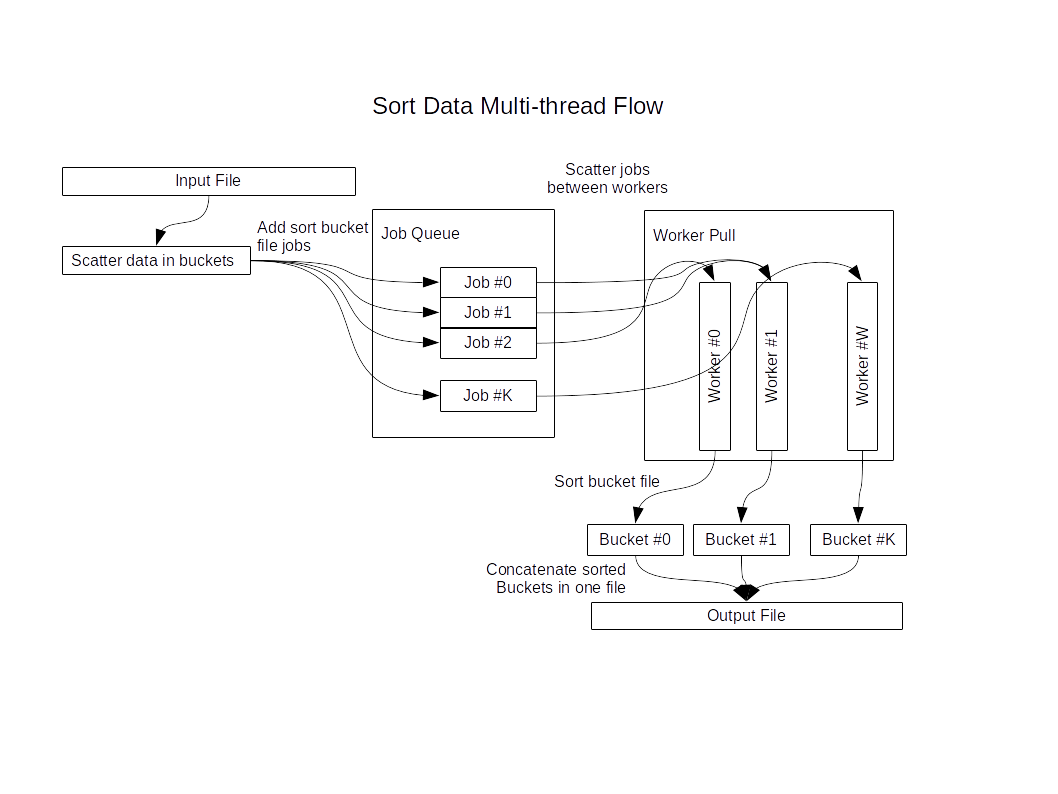 Sort Data Multi-thread Flow
Input File
Scatter data in buckets
Add sort bucket
file jobs
Job Queue
Job #0
Job #1
Job #2
Job #K
Scatter jobs
between workers
Worker Pull
Worker #0
Worker #1
Worker #W
Sort bucket file
Bucket #0
Bucket #1
Bucket #K
Concatenate sorted
Buckets in one file
Output File